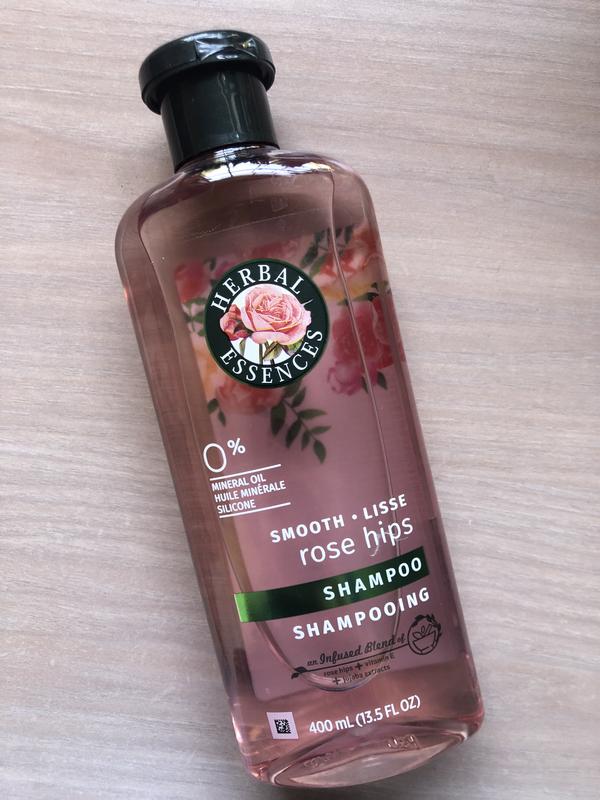 HERBAL
ESSENCES
0%
MINERAL OIL
HUILE MINÉRALE
SILICONE
SMOOTH • LISSE
rose hips
SHAMPOO
SHAMPOOING
an Infused Blend of
rose hips + vitamin E
+ jojoba extracts
400 mL (13.5 FL OZ)